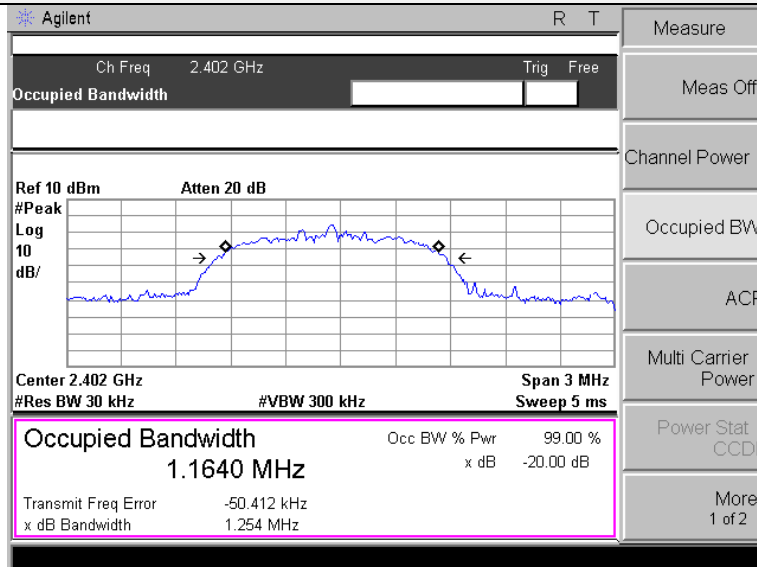 Agilent R T
Ch Freq 2.402 GHz Trig Free
Occupied Bandwidth
Ref 10 dBm Atten 20 dB
#Peak
Log
10
dB/
Center 2.402 GHz Span 3 MHz
#Res BW 30 kHz #VBW 300 kHz Sweep 5 ms
Occupied Bandwidth Occ BW % Pwr 99.00 %
1.1640 MHz x dB -20.00 dB
Transmit Freq Error -50.412 kHz
x dB Bandwidth 1.254 MHz
Measure
Meas Off
Channel Power
Occupied BW
ACP
Multi Carrier
Power
Power Stat
CCD
More
1 of 2